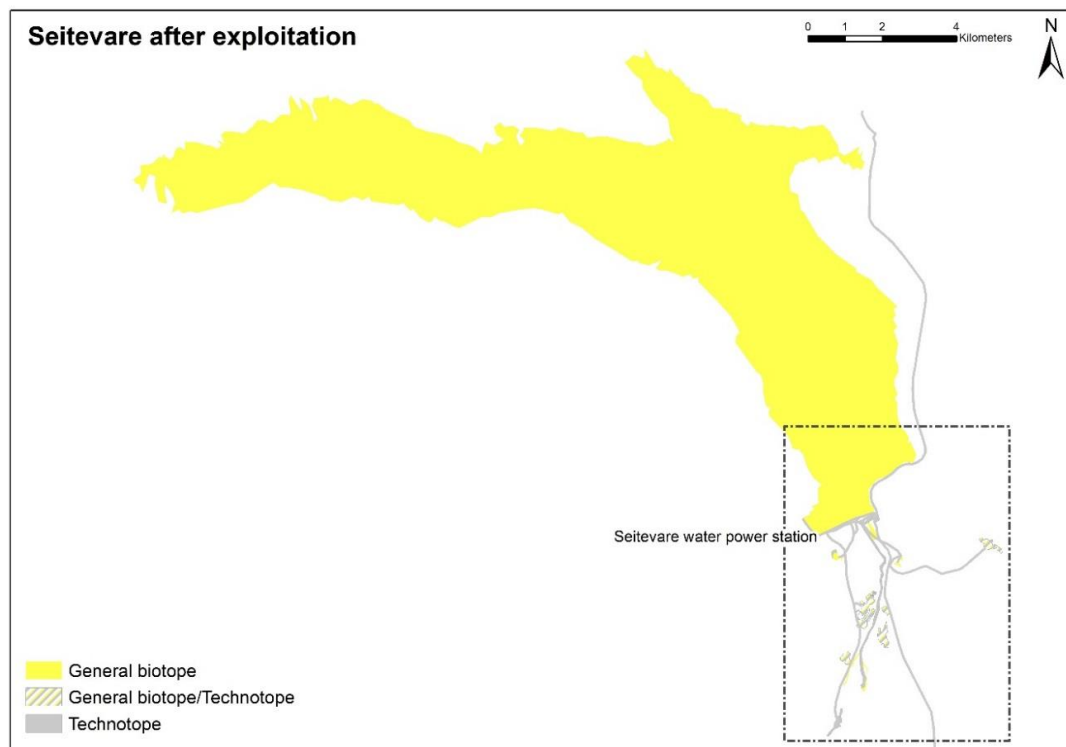 Seitevare after exploitation
0 1 2 4
Kilometers
N
Seitevare water power station
General biotope
General biotope/Technotope
Technotope